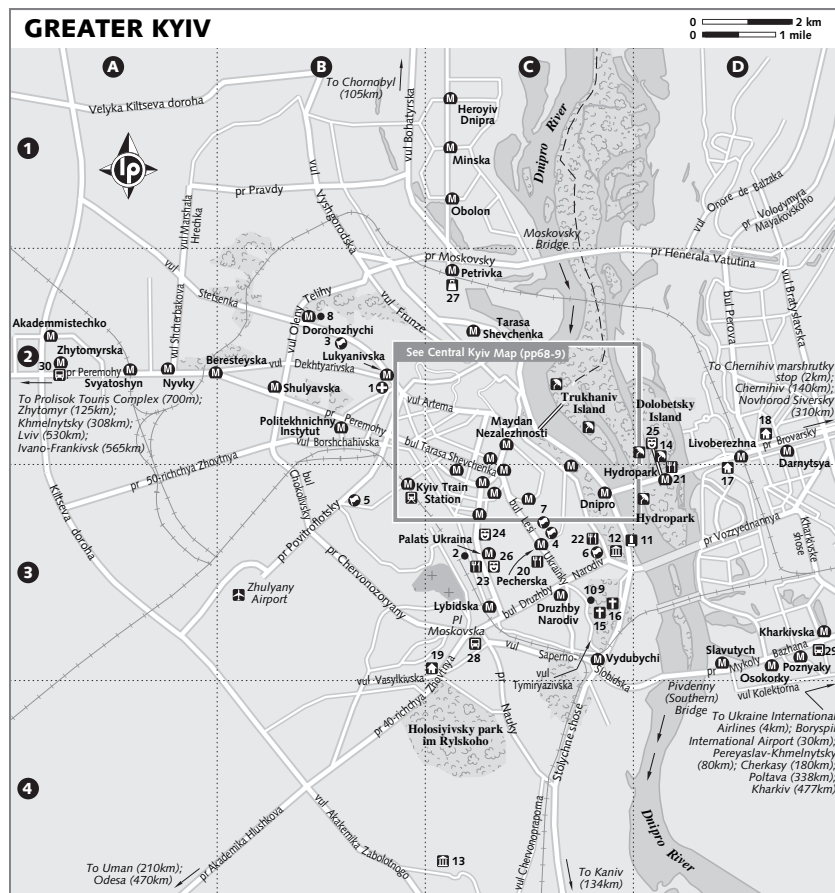 GREATER KYIV
0 2 km
0 1 mile
A
B
C
D
To Chornobyl
(105km)
Velyka Kiltseva doroha
vul Bohatyrska
Heroyiv
Dnipra
Dnipro River
1
lp
Minska
vul Marshala
Hrechka
pr Pravdy
vul
Vyshgorodska
Obolon
vul Onore de Balzaka
pr Volodymyra
Mayakovskoho
Moskovsky
Bridge
pr Moskovsky
pr Henerala Vatutina
Petrivka
27
vul
Stetsenka
vul Shcherbakova
vul Oleny Telihy
vul Frunze
8
Dorohozhychi
3
Tarasa
Shevchenka
bul Perova
vul Bratyslavska
Akademmistechko
2
Zhytomyrska
30
pr Peremohy
Svyatoshyn
Nyvky
Beresteyska
Lukyanivska
vul
Dekhtyarivska
1
Shulyavska
See Central Kyiv Map (pp68-9)
Trukhaniv
Island
Dolobetsky
Island
To Chernihiv marshrutky
stop (2km);
Chernihiv (140km);
Novhorod Siversky
(310km)
To Prolisok Touris Complex (700m);
Zhytomyr (125km);
Khmelnytsky (308km);
Lviv (530km);
Ivano-Frankivsk (565km)
vul Artema
Maydan
Nezalezhnosti
25
14
18
Livoberezhna
pr Brovarsky
Darnytsya
Politekhnichny
Instytut
pr Peremohy
vul Borshchahivska
bul Tarasa Shevchenka
Hydropark
21
17
pr 50-richchya Zhovtnya
bul
Chokolivsky
Kyiv Train
Station
Dnipro
Hydropark
5
7
bul Lesi
Ukrainky
Kiltseva doroha
pr Povitroflotsky
pr Vozzyednannya
Kharkivske
shose
Palats Ukraina
24
22
12
11
2
26
4
6
3
23
20
Pecherska
pr Chervonozoryany
Zhulyany
Airport
bul Druzhby Narodiv
10
9
Lybidska
Druzhby
Narodiv
15
16
Pl
Moskovska
Kharkivska
Slavutych
pr Mykoly Bazhana
29
28
19
Saperno-
Slobidska
Vydubychi
Osokorky
Poznyaky
vul Vasylkivska
vul
Tymiryazivska
vul Kolektorna
Pivdenny
(Southern)
Bridge
pr 40-richchya Zhovtnya
pr
Nauky
Stolychne shose
To Ukraine International
Airlines (4km); Boryspil
International Airport (30km);
Pereyaslav-Khmelnytsky
(80km); Cherkasy (180km);
Poltava (338km);
Kharkiv (477km)
Holosiyivsky park
im Rylskoho
4
pr Akademika Hlushkova
vul Akakemika Zabolotnogo
vul Chervonopraporna
Dnipro River
13
To Uman (210km);
Odesa (470km)
To Kaniv
(134km)